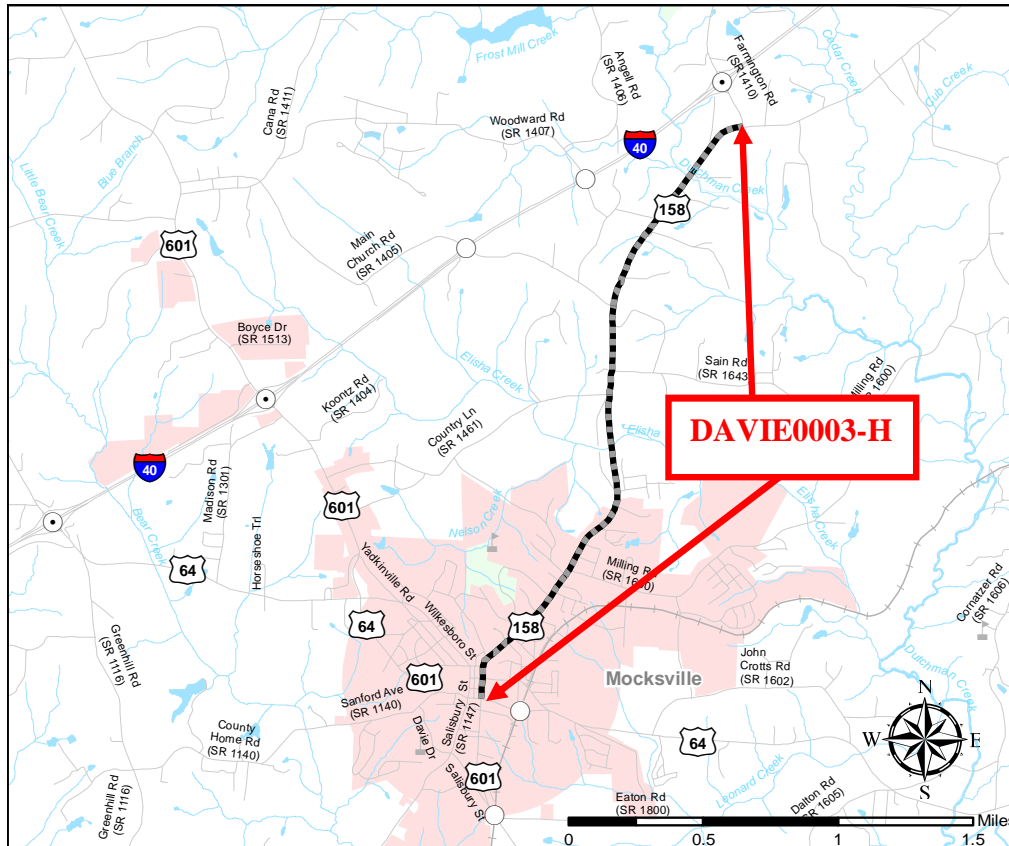 Frost Mill Creek
Angell Rd
(SR 1406)
Farmington Rd
(SR1410)
Cedar Creek
Cub Creek
Cana Rd
(SR 1411)
Woodward Rd
(SR 1407)
40
Blue Branch
Little Bear Creek
Dutchman Creek
158
601
Main
Church Rd
(SR 1405)
Boyce Dr
(SR 1513)
Sain Rd
(SR 1643
Milling Rd
(SR 1600)
Elisha Creek
Koontz Rd
(SR 1404)
Country Ln
(SR 1461)
DAVIE0003-H
Elisha
40
Madison Rd
(SR 1301)
601
Elisha Creek
Bear Creek
Horseshoe Trl
Nelson Creek
64
Yadkinville Rd
Milling Rd
Cornatzer Rd
(SR 1606)
Greenhill Rd
(SR 1116)
64
Wilkesboro St
158
John
Crotts Rd
(SR 1602)
Dutchman Creek
601
Mocksville
Sanford Ave
(SR 1140)
Salisbury St
(SR 1147)
N
County
Home Rd
(SR 1140)
Davie Dr
64
W
E
S
Salisbury St
601
Leonard Creek
Greenhill Rd
(SR 1116)
Eaton Rd
(SR 1800)
Dalton Rd
(SR 1605)
Miles
0
0.5
1
1.5